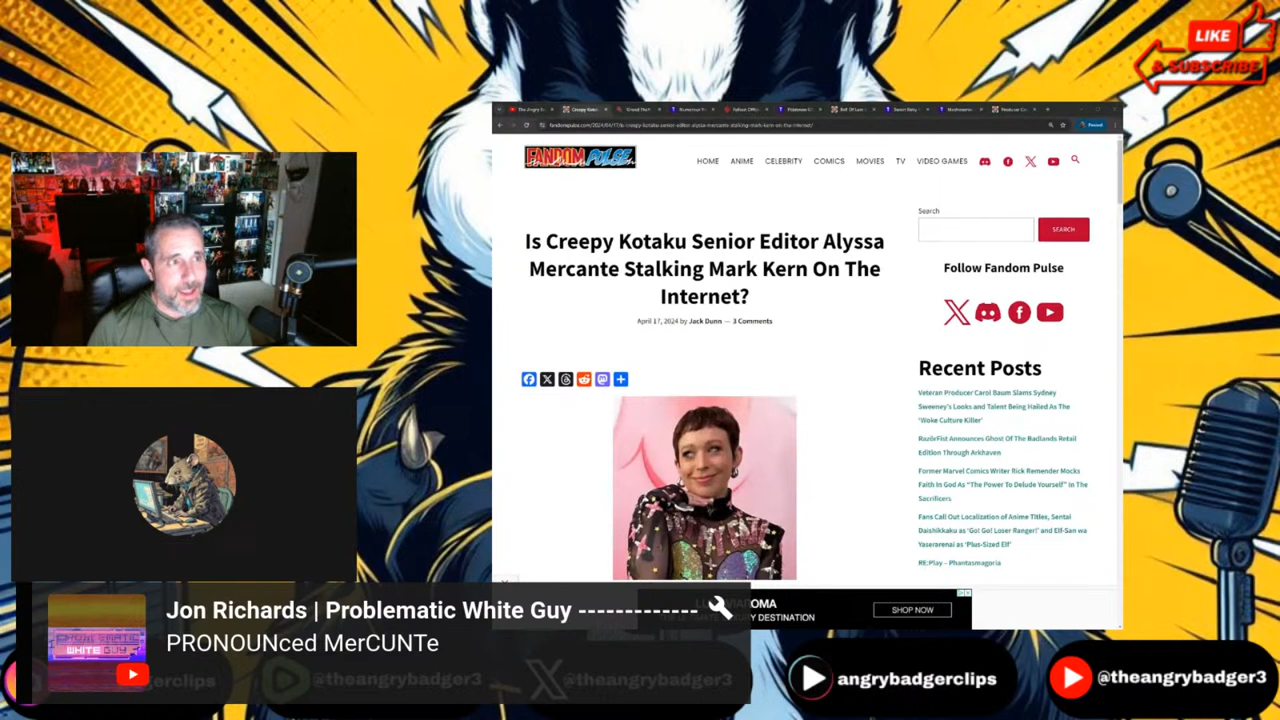 LIKE
& SUBSCRIBE
FANDOM PULSE
HOME ANIME CELEBRITY COMICS MOVIES TV VIDEO GAMES
Is Creepy Kotaku Senior Editor Alyssa
Mercante Stalking Mark Kern On The
Internet?
April 17, 2024 by Jack Dunn — 3 Comments
Search
SEARCH
Follow Fandom Pulse
Recent Posts
Veteran Producer Carol Baum Slams Sydney
Sweeney's Looks and Talent Being Hailed As The
'Woke Culture Killer'
RazörFist Announces Ghost Of The Badlands Retail
Edition Through Arkhaven
Former Marvel Comics Writer Rick Remender Mocks
Faith In God As "The Power To Delude Yourself" In The
Sacrificers
Fans Call Out Localization of Anime Titles, Sentai
Daishikkaku as 'Go! Go! Loser Ranger!' and Elf-San wa
Yaserarenai as 'Plus-Sized Elf'
RE:Play – Phantasmagoria
SHOP NOW
Jon Richards | Problematic White Guy -------------
PRONOUNced MerCUNTe
PROBLEMATIC
WHITE GUY
@theangrybadger3
@theangrybadger3
angrybadgerclips
@theangrybadger3